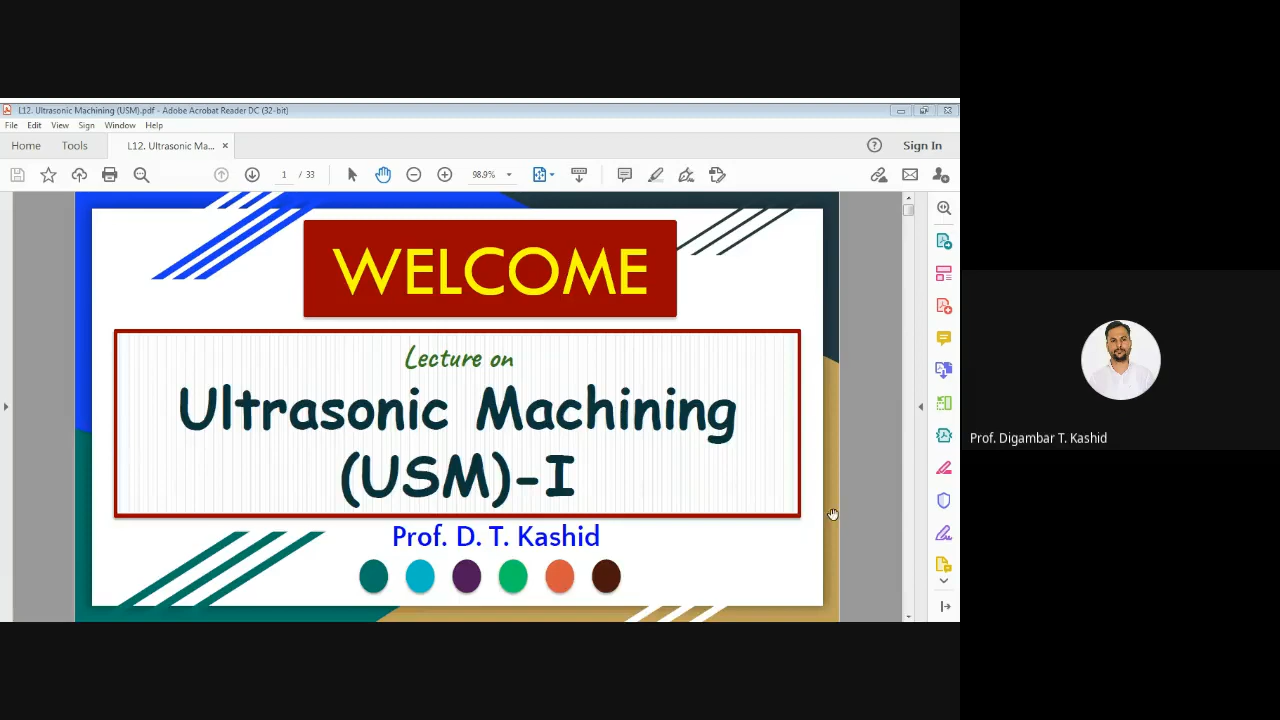 L12. Ultrasonic Machining (USM).pdf - Adobe Acrobat Reader DC (32-bit)
File Edit View Sign Window Help
Home Tools L12. Ultrasonic Ma... × Sign In
1 / 33 98.9%
WELCOME
Lecture on
Ultrasonic Machining
(USM)-I
Prof. D. T. Kashid
Prof. Digambar T. Kashid